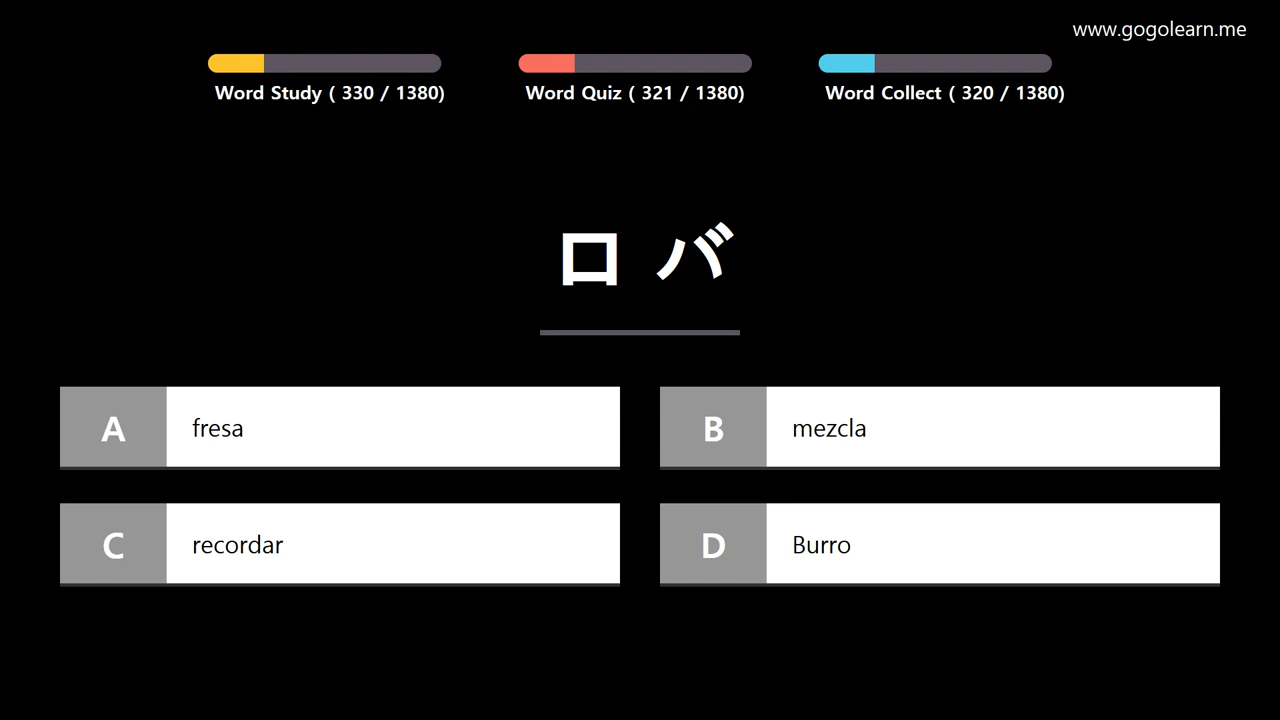 www.gogolearn.me
Word Study ( 330 / 1380)
Word Quiz ( 321 / 1380)
Word Collect ( 320 / 1380)
ロバ
A fresa
B mezcla
C recordar
D Burro